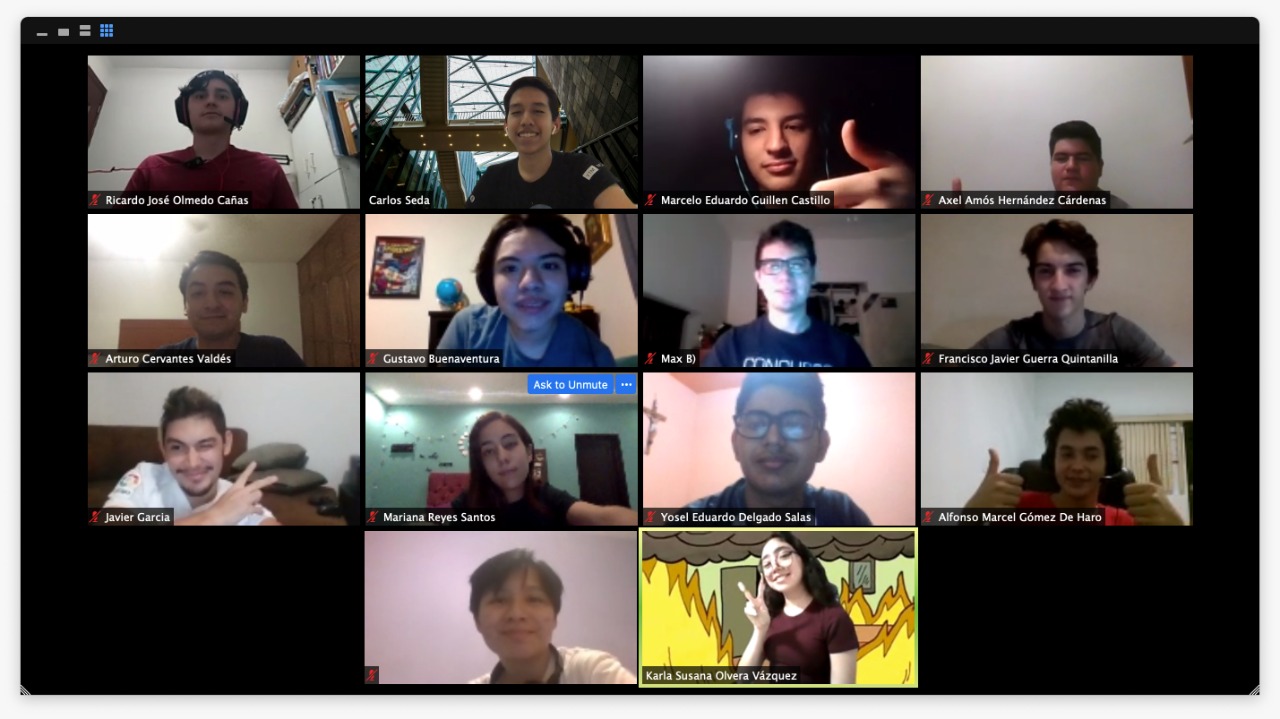 Ricardo José Olmedo Cañas
Carlos Seda
Marcelo Eduardo Guillen Castillo
Axel Amós Hernández Cárdenas
Arturo Cervantes Valdés
Gustavo Buenaventura
Max B)
CONCURSO
Francisco Javier Guerra Quintanilla
Javier Garcia
Ask to Unmute
Mariana Reyes Santos
Yosel Eduardo Delgado Salas
Alfonso Marcel Gómez De Haro
Karla Susana Olvera Vázquez